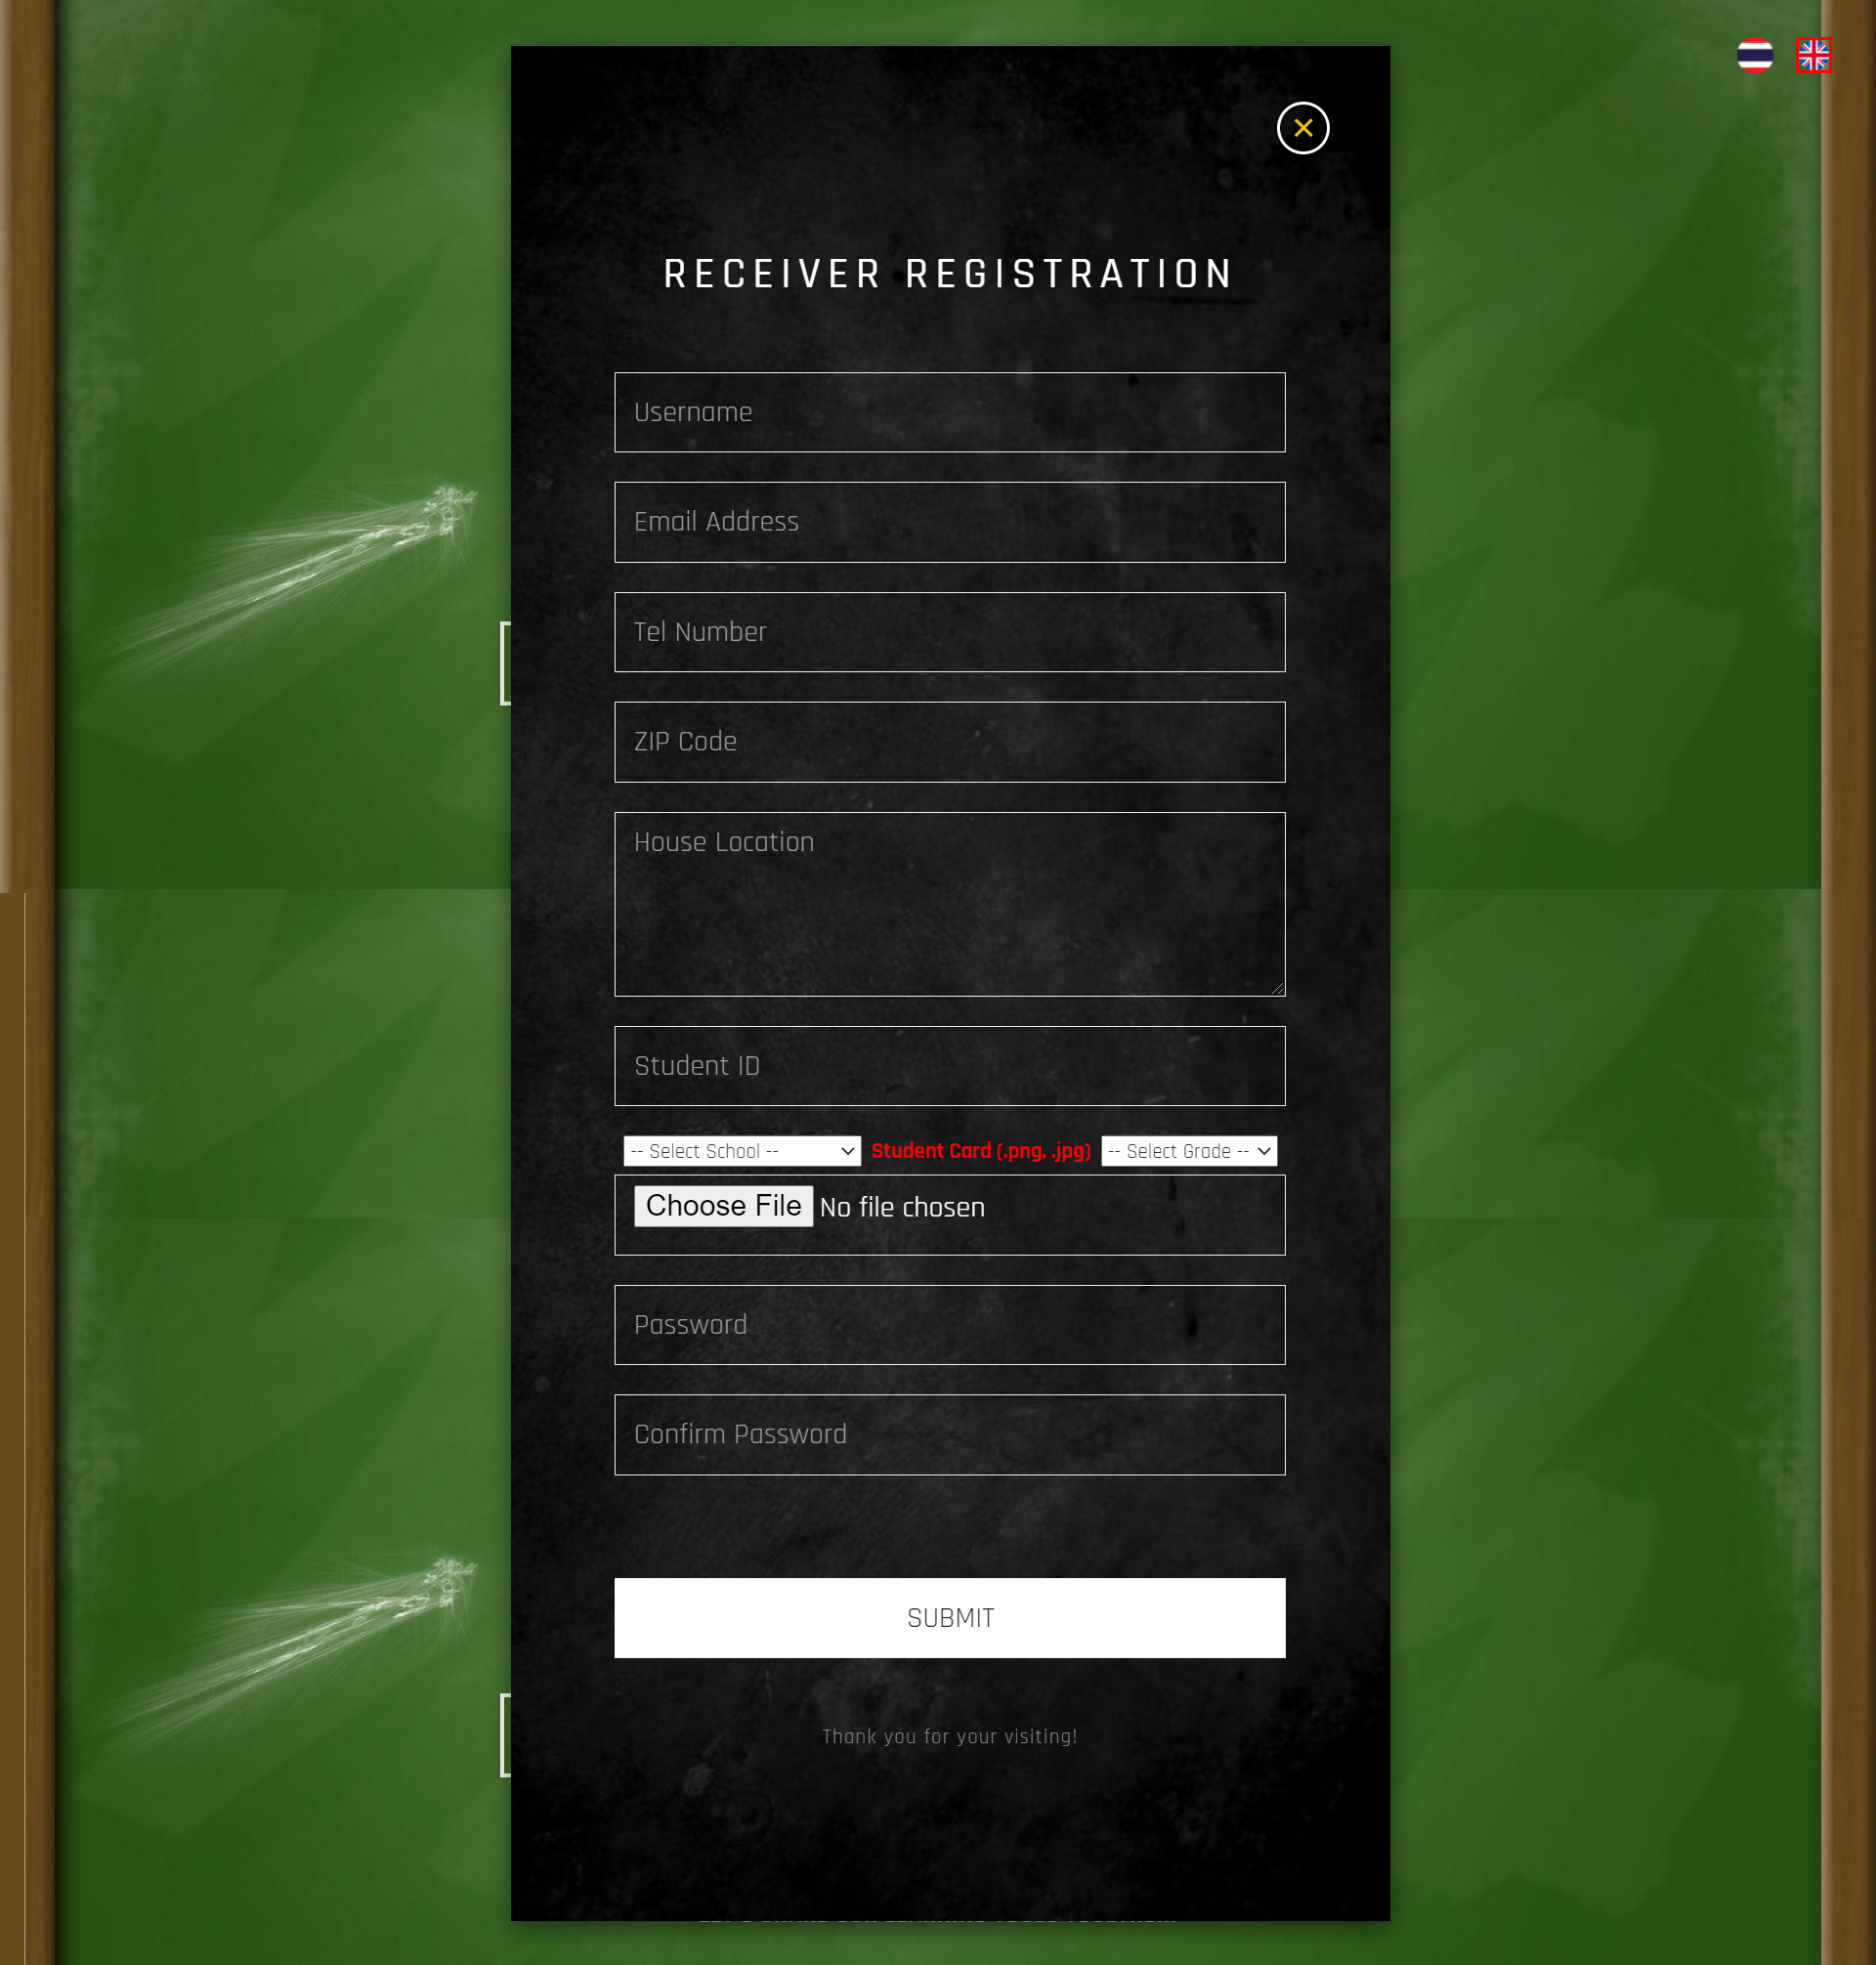 RECEIVER REGISTRATION
Username
Email Address
Tel Number
ZIP Code
House Location
Student ID
-- Select School -- Student Card (.png, .jpg) -- Select Grade --
Choose File No file chosen
Password
Confirm Password
SUBMIT
Thank you for your visiting!